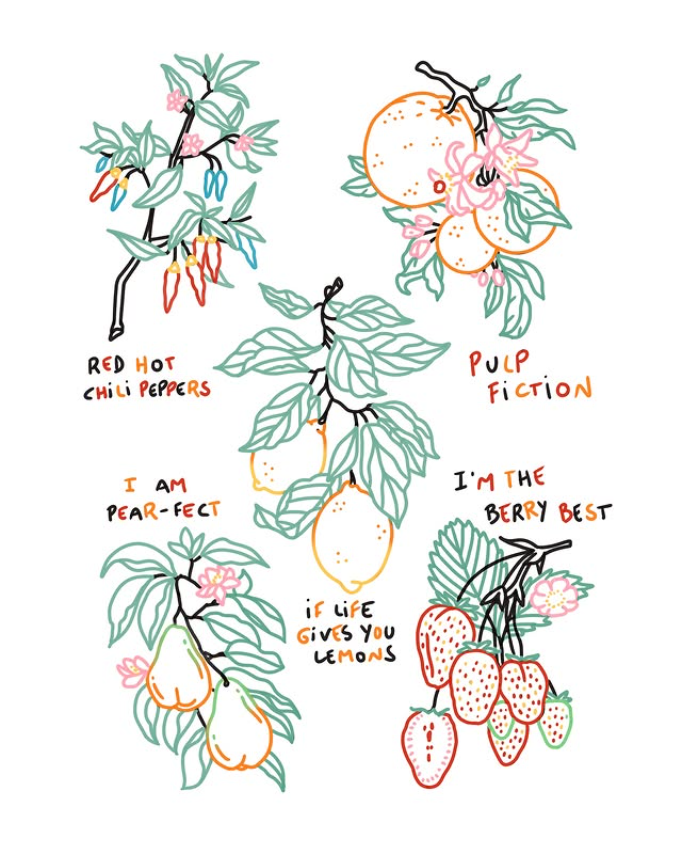 RED HOT
CHiLi PEPPERS
PULP
FiCTiON
I AM
PEAR-FECT
I'M THE
BERRY BEST
iF LiFE
GiVES YOU
LEMONS